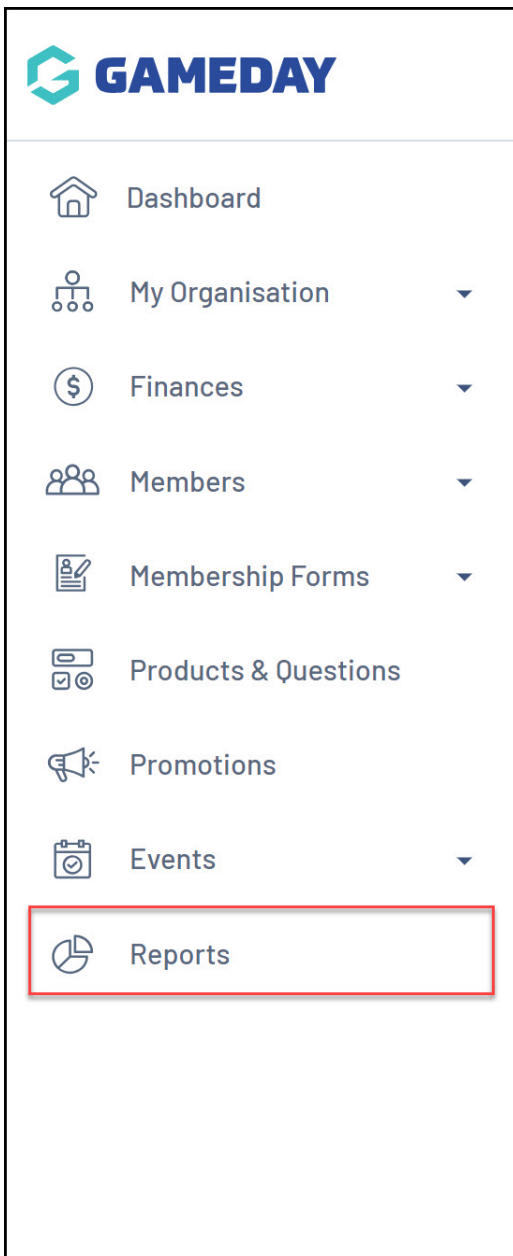 GAMEDAY
Dashboard
My Organisation
Finances
Members
Membership Forms
Products & Questions
Promotions
Events
Reports